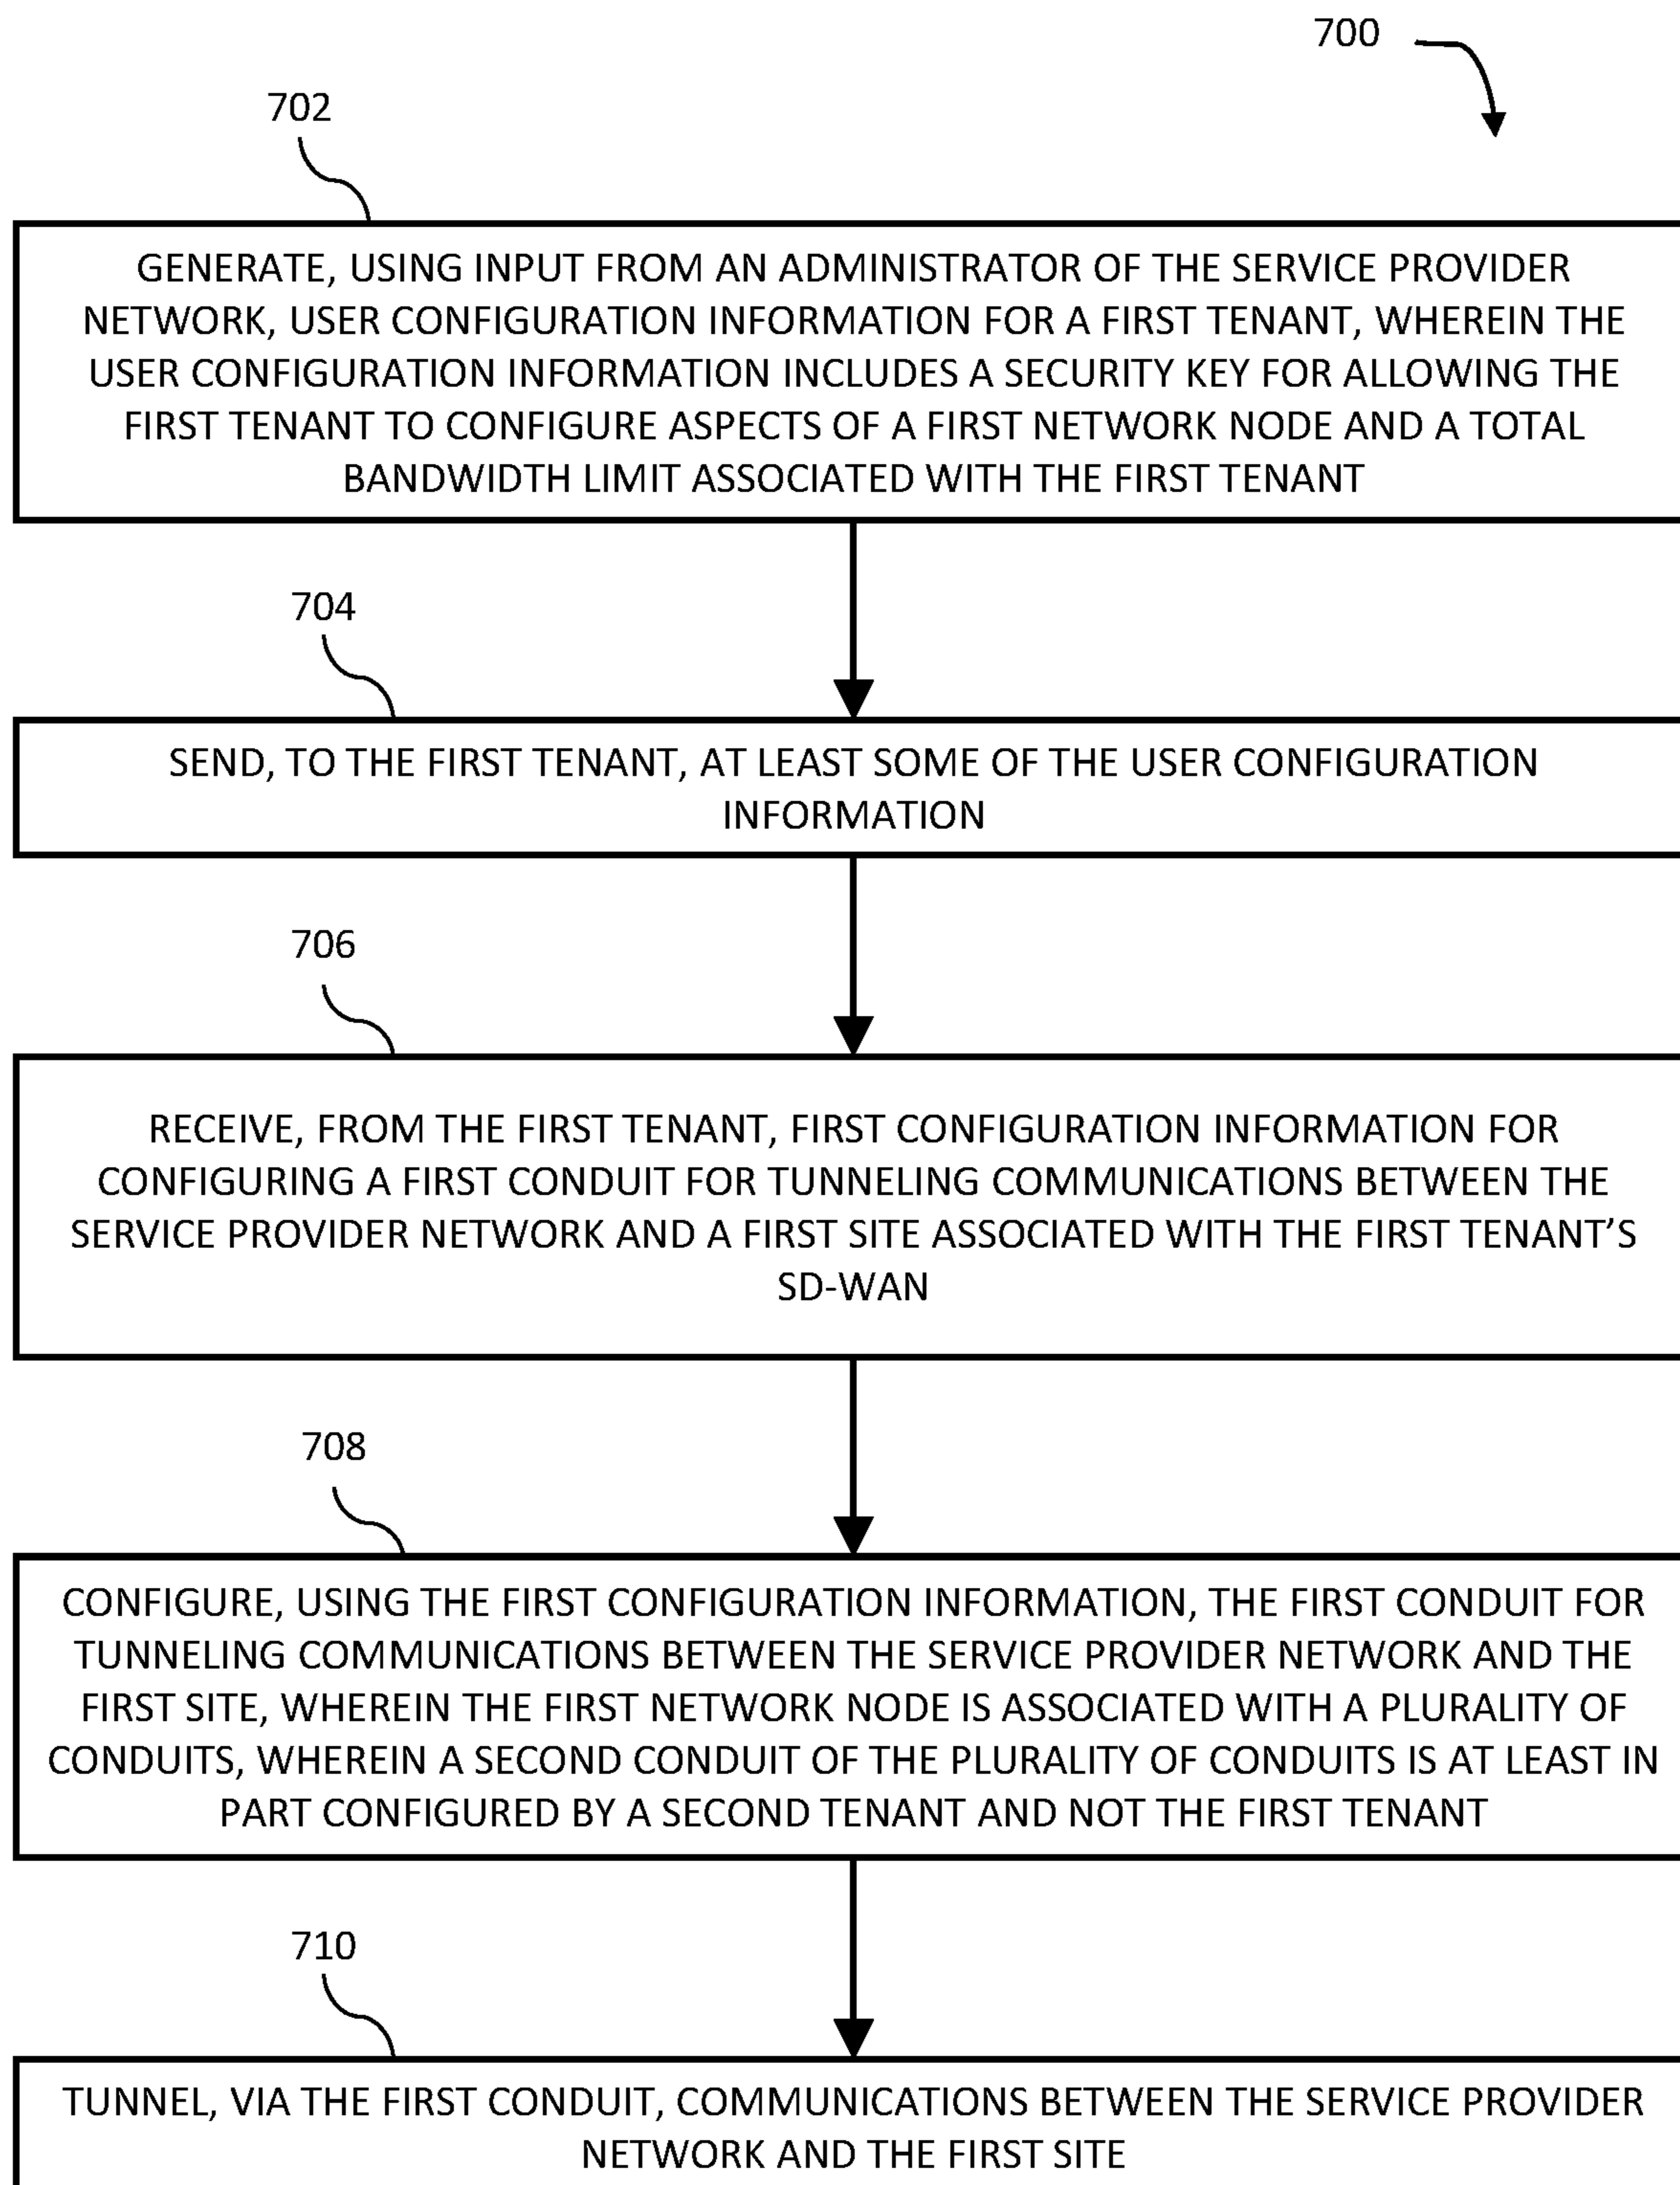 700
702
GENERATE, USING INPUT FROM AN ADMINISTRATOR OF THE SERVICE PROVIDER
NETWORK, USER CONFIGURATION INFORMATION FOR A FIRST TENANT, WHEREIN THE
USER CONFIGURATION INFORMATION INCLUDES A SECURITY KEY FOR ALLOWING THE
FIRST TENANT TO CONFIGURE ASPECTS OF A FIRST NETWORK NODE AND A TOTAL
BANDWIDTH LIMIT ASSOCIATED WITH THE FIRST TENANT
704
SEND, TO THE FIRST TENANT, AT LEAST SOME OF THE USER CONFIGURATION
INFORMATION
706
RECEIVE, FROM THE FIRST TENANT, FIRST CONFIGURATION INFORMATION FOR
CONFIGURING A FIRST CONDUIT FOR TUNNELING COMMUNICATIONS BETWEEN THE
SERVICE PROVIDER NETWORK AND A FIRST SITE ASSOCIATED WITH THE FIRST TENANT’S
SD-WAN
708
CONFIGURE, USING THE FIRST CONFIGURATION INFORMATION, THE FIRST CONDUIT FOR
TUNNELING COMMUNICATIONS BETWEEN THE SERVICE PROVIDER NETWORK AND THE
FIRST SITE, WHEREIN THE FIRST NETWORK NODE IS ASSOCIATED WITH A PLURALITY OF
CONDUITS, WHEREIN A SECOND CONDUIT OF THE PLURALITY OF CONDUITS IS AT LEAST IN
PART CONFIGURED BY A SECOND TENANT AND NOT THE FIRST TENANT
710
TUNNEL, VIA THE FIRST CONDUIT, COMMUNICATIONS BETWEEN THE SERVICE PROVIDER
NETWORK AND THE FIRST SITE